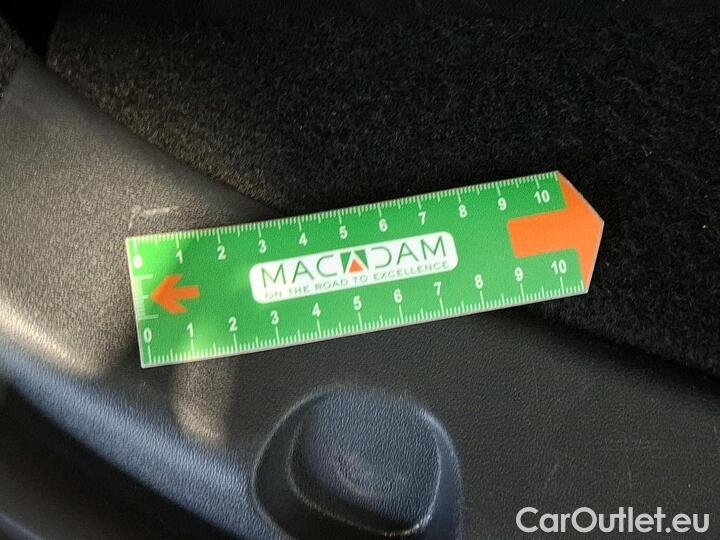 0 1 2 3 4 5 6 7 8 9 10
MACADAM
ON THE ROAD TO EXCELLENCE
0 1 2 3 4 5 6 7 8 9 10
CarOutlet.eu